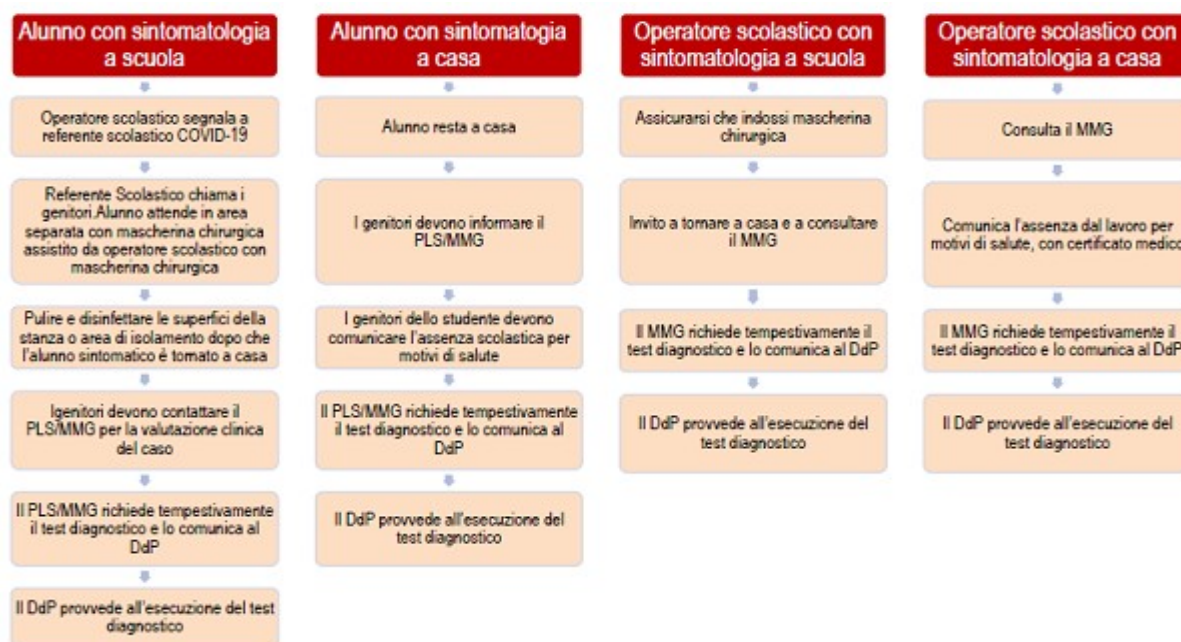 Alunno con sintomatologia
a scuola
Operatore scolastico segnala a
referente scolastico COVID-19
Referente Scolastico chiama i
genitori.Alunno attende in area
separata con mascherina chirurgica
assistito da operatore scolastico con
mascherina chirurgica
Pulire e disinfettare le superfici della
stanza o area di isolamento dopo che
l'alunno sintomatico è tornato a casa
Igenitori devono contattare il
PLS/MMG per la valutazione clinica
del caso
Il PLS/MMG richiede tempestivamente
il test diagnostico e lo comunica al
DdP
Il DdP provvede all'esecuzione del test
diagnostico
Alunno con sintomatogia
a casa
Alunno resta a casa
I genitori devono informare il
PLS/MMG
I genitori dello studente devono
comunicare l'assenza scolastica per
motivi di salute
Il PLS/MMG richiede tempestivamente
il test diagnostico e lo comunica al
DdP
Il DdP provvede all'esecuzione del
test diagnostico
Operatore scolastico con
sintomatologia a scuola
Assicurarsi che indossi mascherina
chirurgica
Invito a tornare a casa e a consultare
il MMG
Il MMG richiede tempestivamente il
test diagnostico e lo comunica al DdP
Il DdP provvede all'esecuzione del
test diagnostico
Operatore scolastico con
sintomatologia a casa
Consulta il MMG
Comunica l'assenza dal lavoro per
motivi di salute, con certificato medico
Il MMG richiede tempestivamente il
test diagnostico e lo comunica al DdP
Il DdP provvede all'esecuzione del
test diagnostico